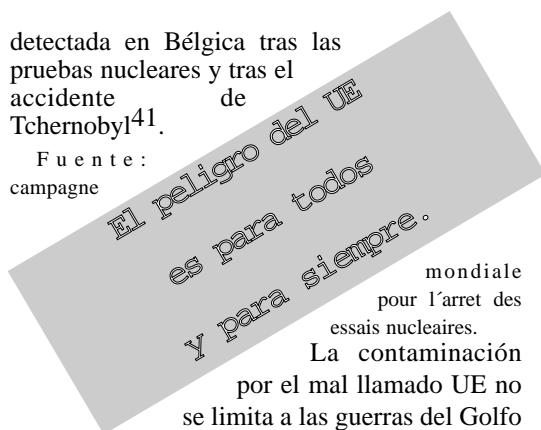 detectada en Bélgica tras las
pruebas nucleares y tras el
accidente de
Tchernobyl41.
Fuente:
campagne
El peligro del UE
es para todos
y para siempre.
mondiale
pour l´arret des
essais nucleaires.
La contaminación
por el mal llamado UE no
se limita a las guerras del Golfo